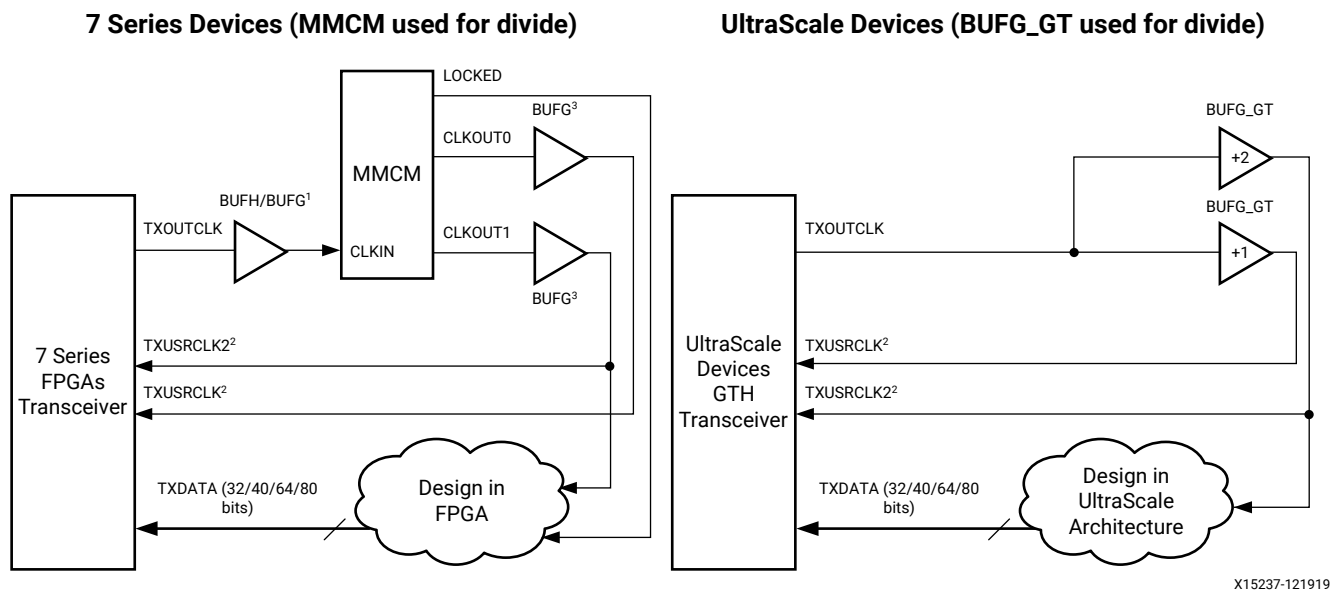 7 Series Devices (MMCM used for divide)
LOCKED
BUFG³
CLKOUT0
MMCM
BUFH/BUFG¹
TXOUTCLK
CLKIN
CLKOUT1
BUFG³
TXUSRCLK2²
7 Series
FPGAs
Transceiver
TXUSRCLK²
TXDATA (32/40/64/80
bits)
Design in
FPGA
UltraScale Devices (BUFG_GT used for divide)
BUFG_GT
+2
BUFG_GT
TXOUTCLK
+1
TXUSRCLK²
UltraScale
Devices
GTH
Transceiver
TXUSRCLK2²
TXDATA (32/40/64/80
bits)
Design in
UltraScale
Architecture
X15237-121919